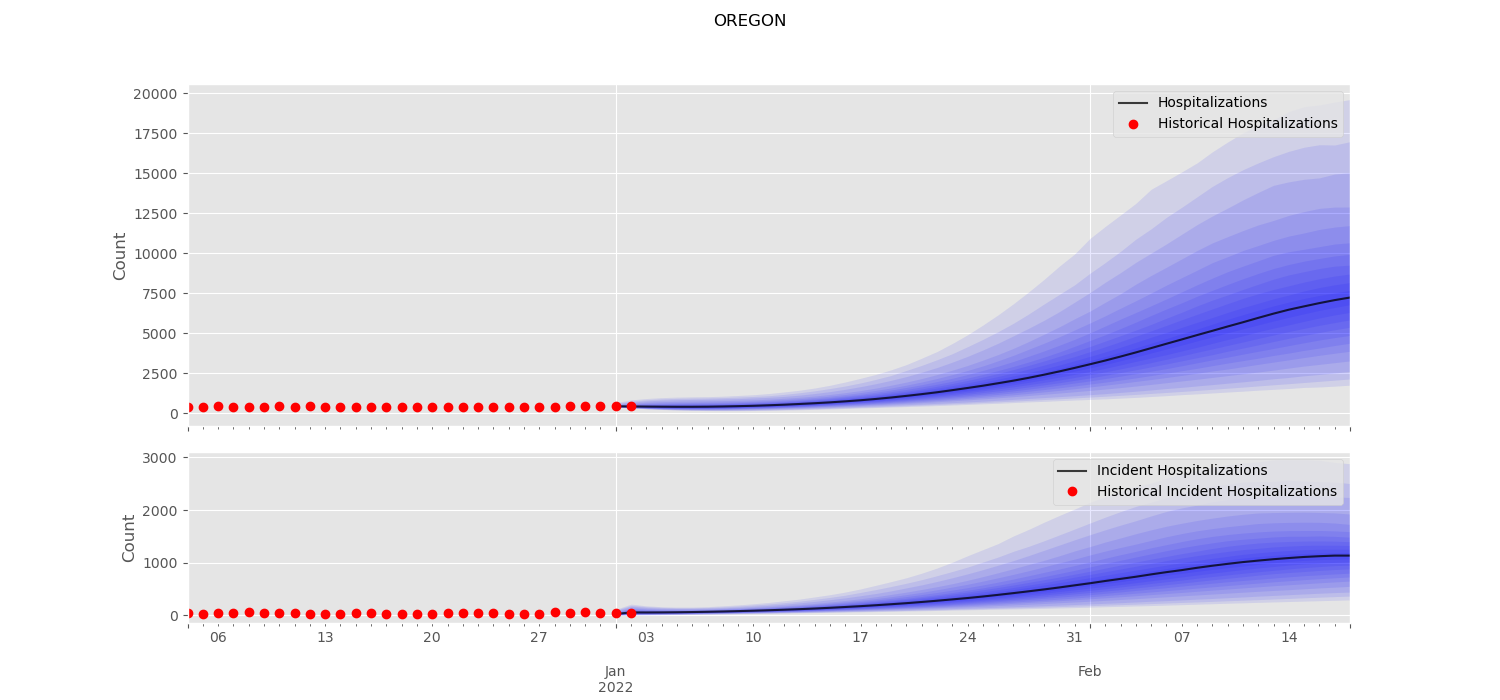 OREGON
20000
17500
15000
12500
10000
7500
5000
2500
0
Count
Hospitalizations
Historical Hospitalizations
3000
2000
1000
0
Count
Incident Hospitalizations
Historical Incident Hospitalizations
06 13 20 27 03 10 17 24 31 07 14
Jan Feb
2022